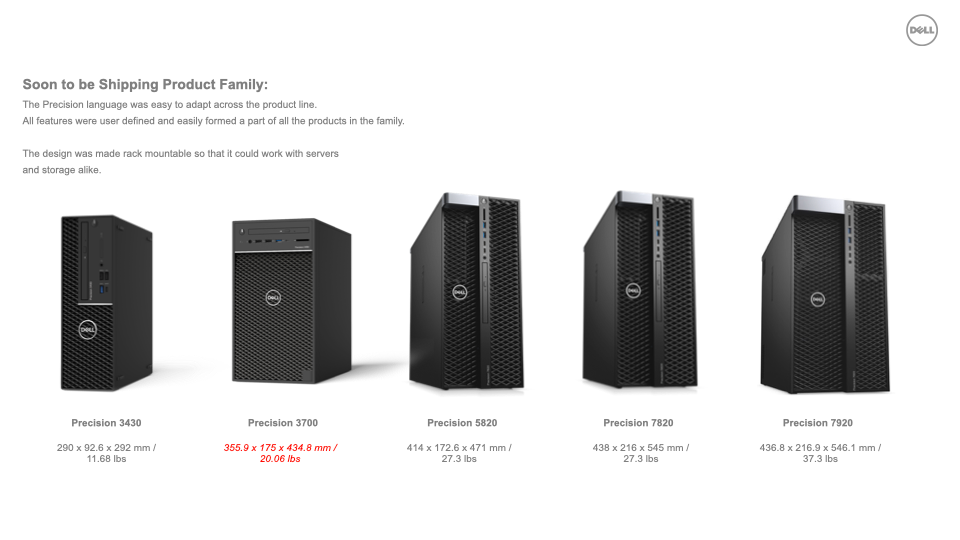 DELL
Soon to be Shipping Product Family:
The Precision language was easy to adapt across the product line.
All features were user defined and easily formed a part of all the products in the family.
The design was made rack mountable so that it could work with servers
and storage alike.
DELL
DELL
DELL
DELL
DELL
Precision 3430
Precision 3700
Precision 5820
Precision 7820
Precision 7920
290 x 92.6 x 292 mm /
11.68 lbs
355.9 x 175 x 434.8 mm /
20.06 lbs
414 x 172.6 x 471 mm /
27.3 lbs
438 x 216 x 545 mm /
27.3 lbs
436.8 x 216.9 x 546.1 mm /
37.3 lbs